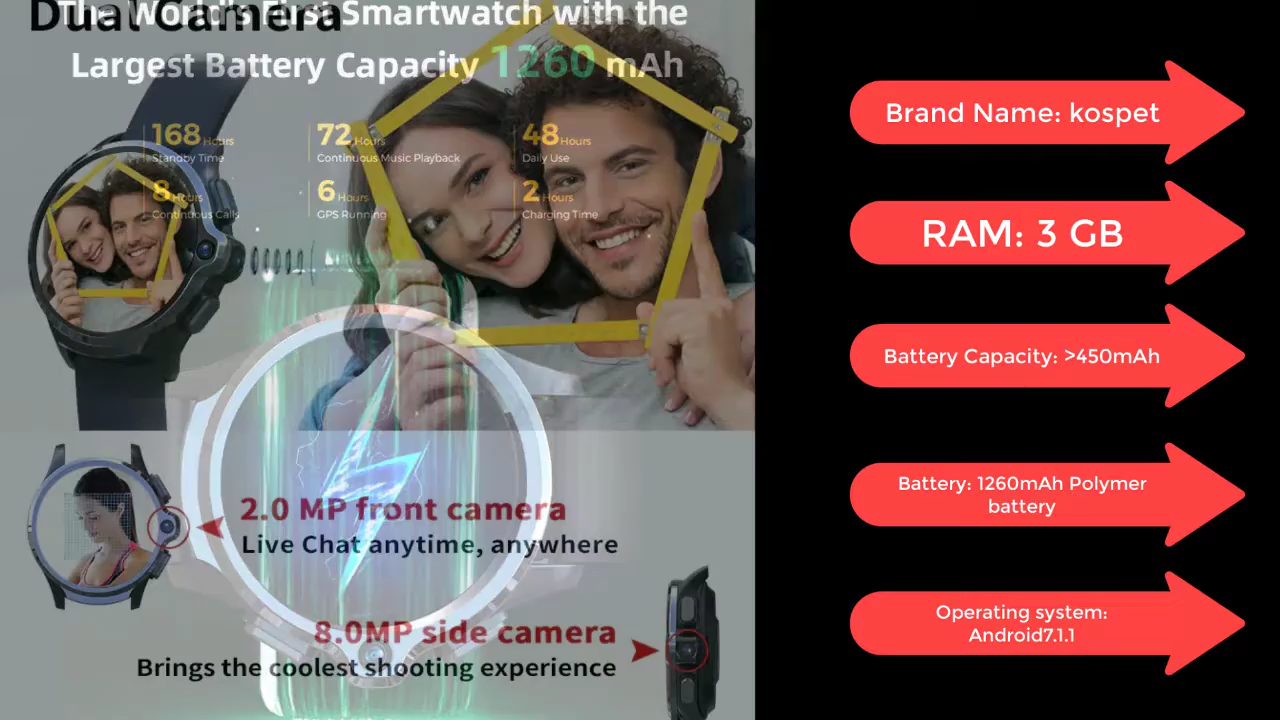 Dual Camera
The World's First Smartwatch with the
Largest Battery Capacity 1260 mAh
168 Hours
Standby Time
72 Hours
Continuous Music Playback
48 Hours
Daily Use
8 Hours
Continuous Calls
6 Hours
GPS Running
2 Hours
Charging Time
2.0 MP front camera
Live Chat anytime, anywhere
8.0MP side camera
Brings the coolest shooting experience
Brand Name: kospet
RAM: 3 GB
Battery Capacity: >450mAh
Battery: 1260mAh Polymer
battery
Operating system:
Android7.1.1